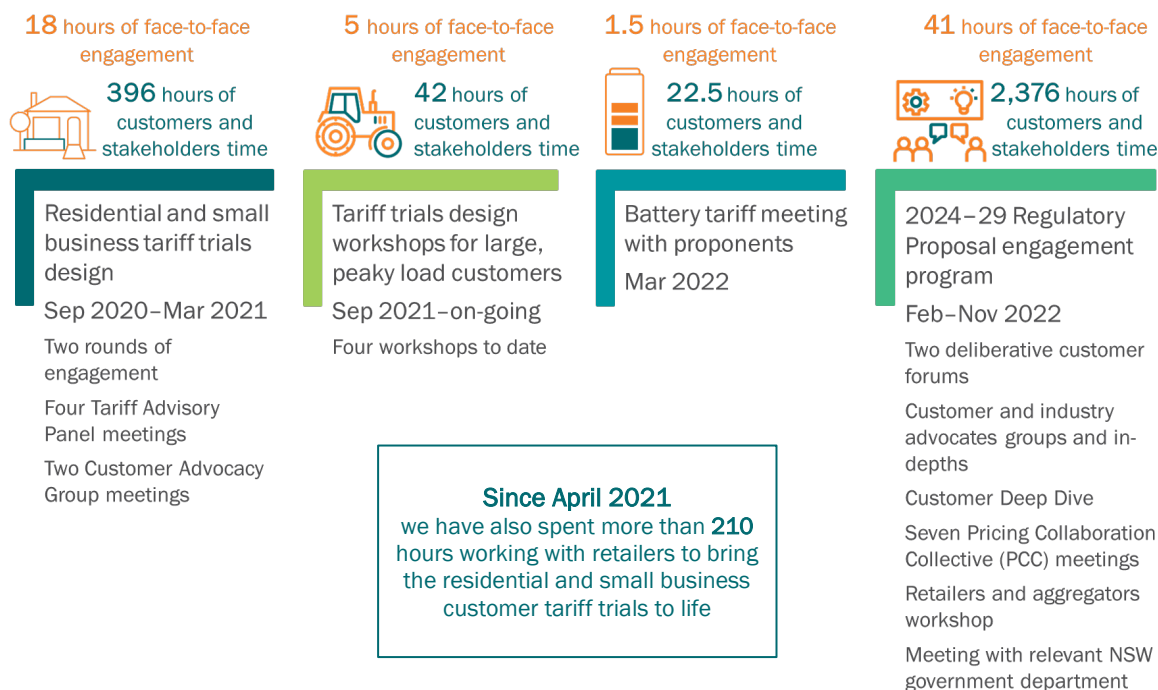 18 hours of face-to-face
engagement
396 hours of
customers and
stakeholders time
Residential and small
business tariff trials
design
Sep 2020–Mar 2021
Two rounds of
engagement
Four Tariff Advisory
Panel meetings
Two Customer Advocacy
Group meetings
5 hours of face-to-face
engagement
42 hours of
customers and
stakeholders time
Tariff trials design
workshops for large,
peaky load customers
Sep 2021–on-going
Four workshops to date
1.5 hours of face-to-face
engagement
22.5 hours of
customers and
stakeholders time
Battery tariff meeting
with proponents
Mar 2022
41 hours of face-to-face
engagement
2,376 hours of
customers and
stakeholders time
2024–29 Regulatory
Proposal engagement
program
Feb–Nov 2022
Two deliberative customer
forums
Customer and industry
advocates groups and in-
depths
Customer Deep Dive
Seven Pricing Collaboration
Collective (PCC) meetings
Retailers and aggregators
workshop
Meeting with relevant NSW
government department
Since April 2021
we have also spent more than 210
hours working with retailers to bring
the residential and small business
customer tariff trials to life